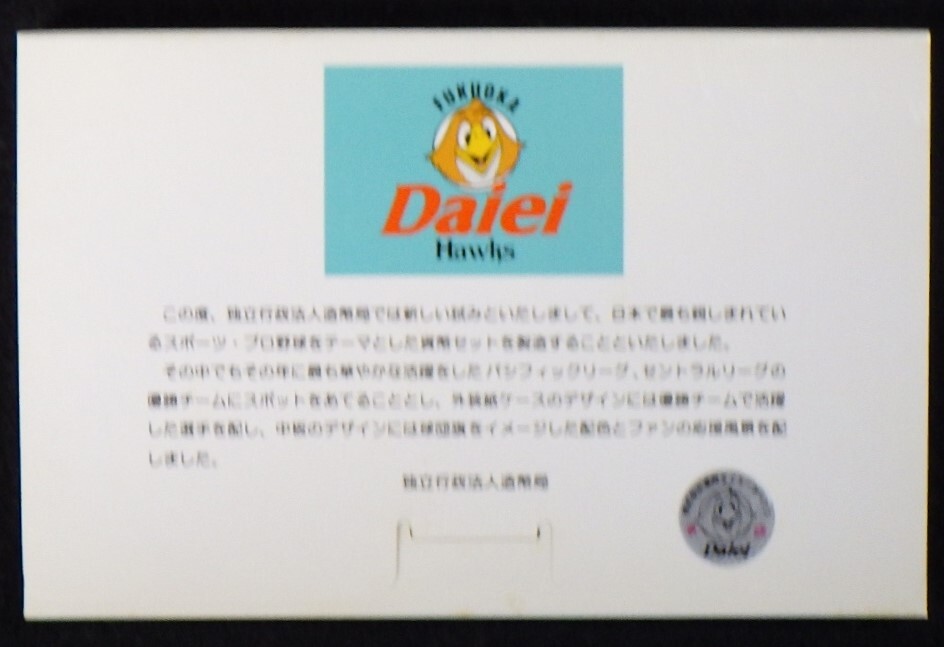 FUKUOKA
Daiei
Hawks
この度、独立行政法人造幣局では新しい試みといたしまして、日本で最も親しまれてい
るスポーツ・プロ野球をテーマとした貨幣セットを製造することといたしました。
その中でもその年に最も華やかな活躍をしたパシフィックリーグ、セントラルリーグの
優勝チームにスポットをあてることとし、外装紙ケースのデザインには優勝チームで活躍
した選手を配し、中板のデザインには球団旗をイメージした配色とファンの応援風景を配
しました。
独立行政法人造幣局
Daiei